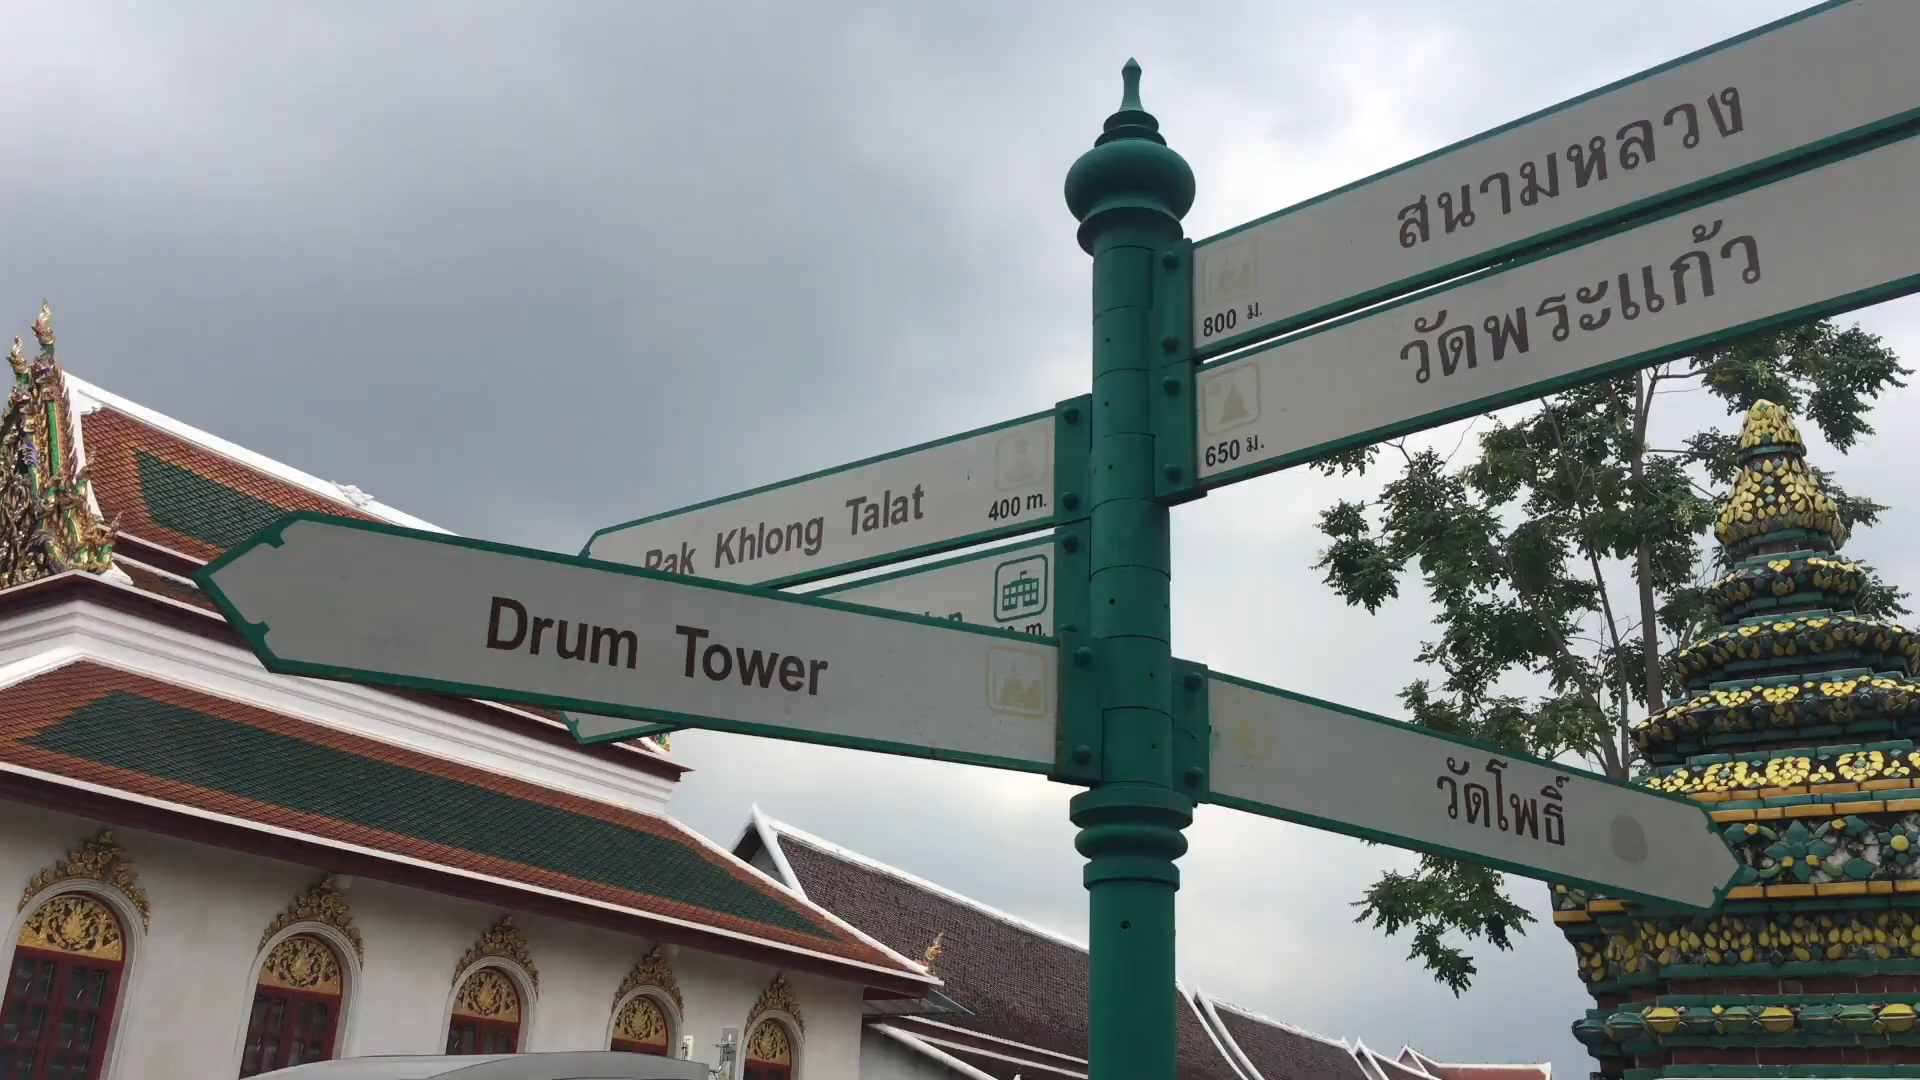 สนามหลวง
800 ม.
วัดพระแก้ว
650 ม.
Pak Khlong Talat
400 m.
m.
Drum Tower
วัดโพธิ์